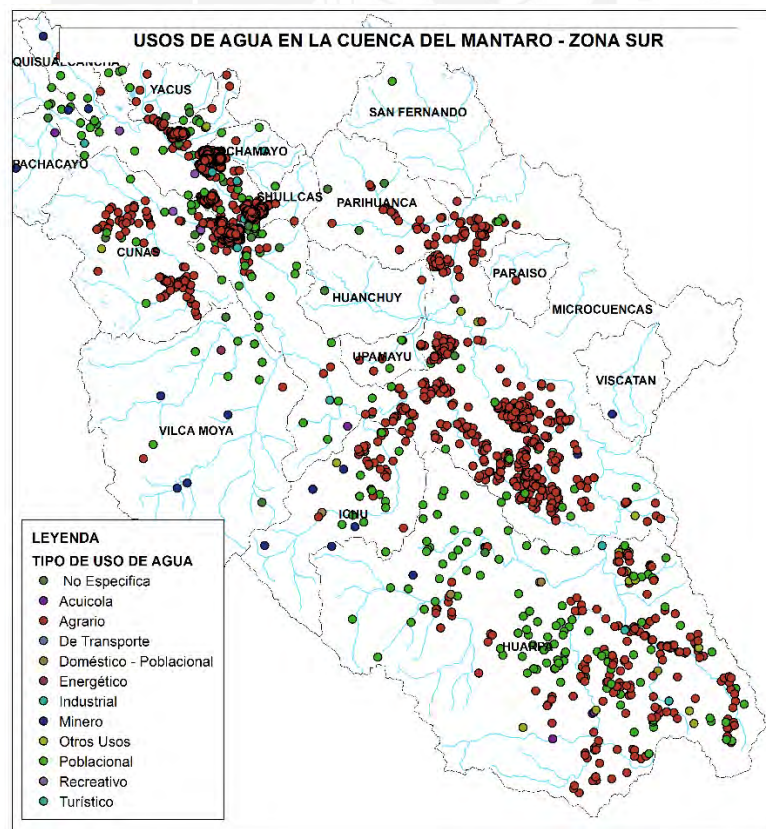 USOS DE AGUA EN LA CUENCA DEL MANTARO - ZONA SUR
QUISUALCANCHA
YACUS
SAN FERNANDO
PACHACAYO
SHULLCAS
PARIHUANCA
CUNAS
PARAISO
HUANCHUY
MICROCUENCAS
UPAMAYU
VISCATAN
VILCA MOYA
ICHU
HUARPA
LEYENDA
TIPO DE USO DE AGUA
No Especifica
Acuicola
Agrario
De Transporte
Doméstico - Poblacional
Energético
Industrial
Minero
Otros Usos
Poblacional
Recreativo
Turístico